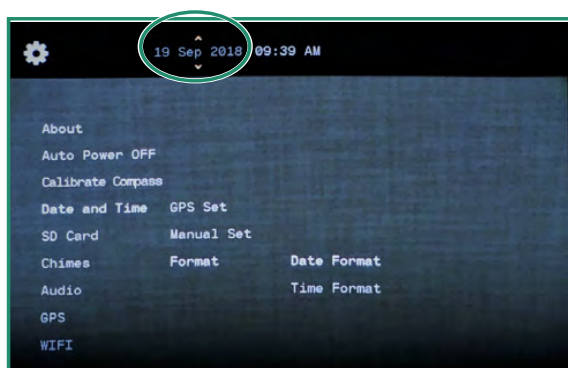 19 Sep 2018 09:39 AM
About
Auto Power OFF
Calibrate Compass
Date and Time GPS Set
SD Card Manual Set
Chimes Format Date Format
Audio Time Format
GPS
WIFI